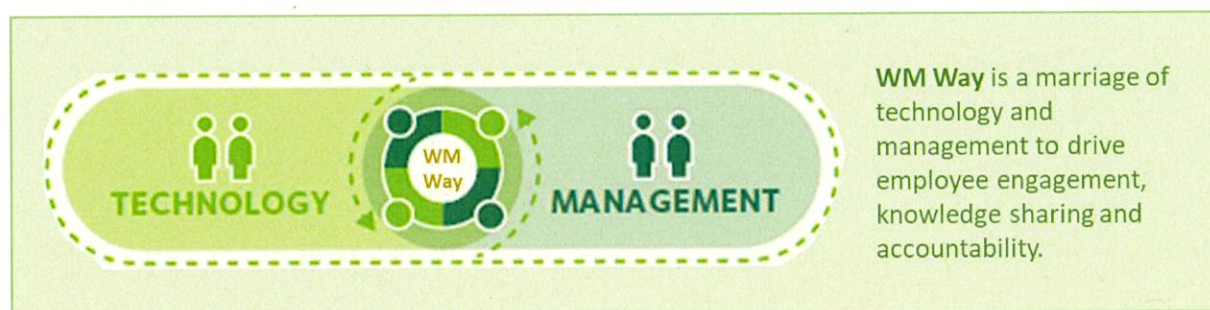 TECHNOLOGY
WM
Way
MANAGEMENT
WM Way is a marriage of
technology and
management to drive
employee engagement,
knowledge sharing and
accountability.